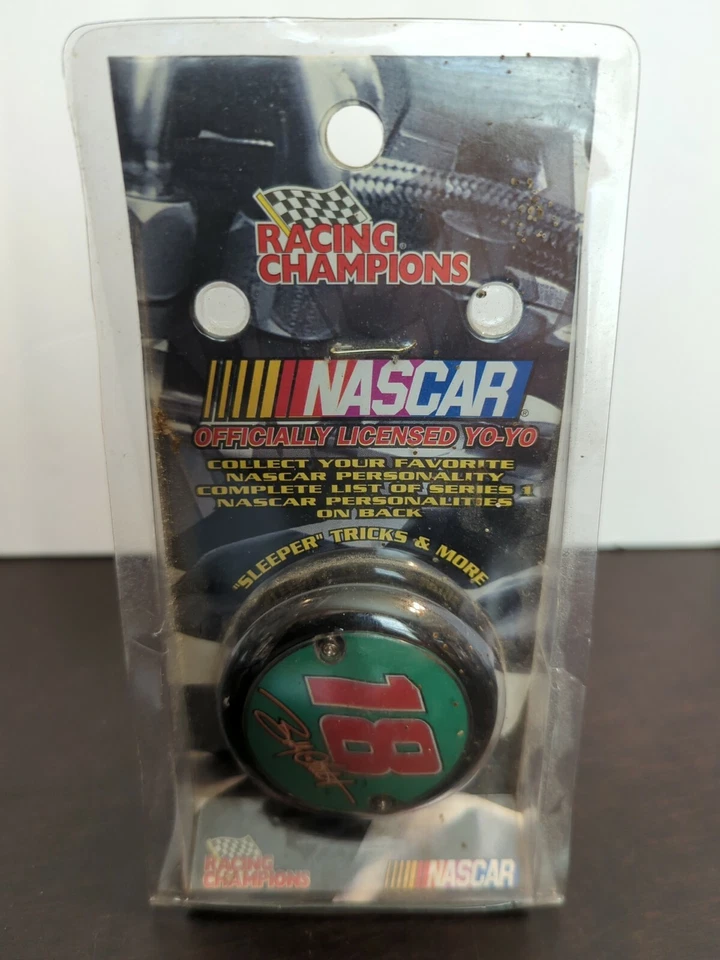 RACING
CHAMPIONS
NASCAR
OFFICIALLY LICENSED YO-YO
COLLECT YOUR FAVORITE
NASCAR PERSONALITY
COMPLETE LIST OF SERIES 1
NASCAR PERSONALITIES
ON BACK
"SLEEPER" TRICKS & MORE
18
RACING
CHAMPIONS
NASCAR